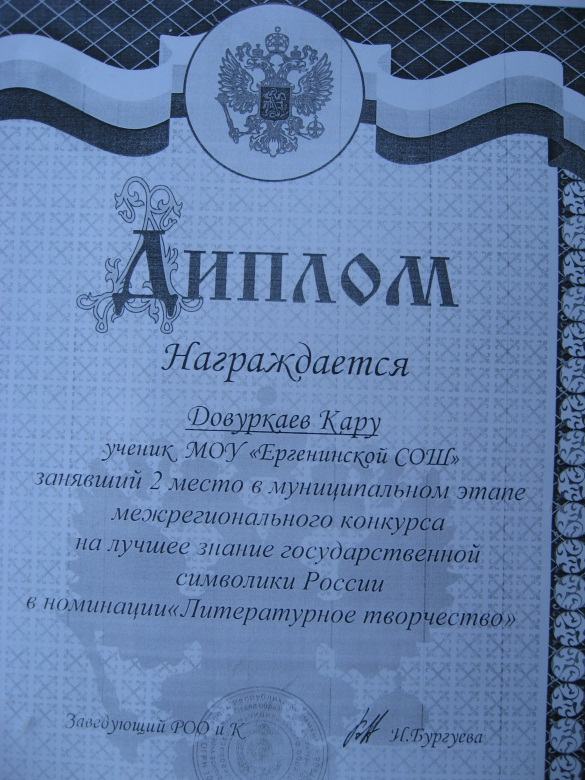 Диплом
Награждается
Довуркаев Кару
ученик МОУ «Ергенинской СОШ»
занявший 2 место в муниципальном этапе
межрегионального конкурса
на лучшее знание государственной
символики России
в номинации«Литературное творчество»
Заведующий РОО и К
И.Бургуева